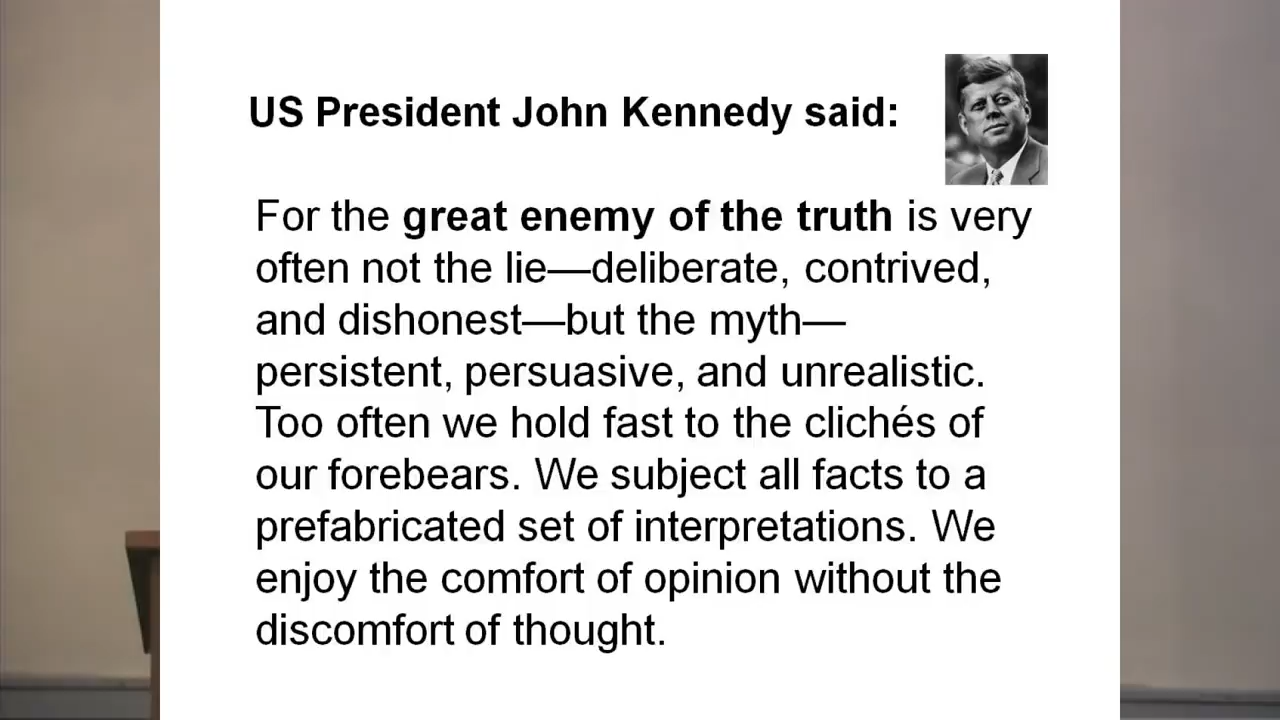 US President John Kennedy said:
For the great enemy of the truth is very
often not the lie—deliberate, contrived,
and dishonest—but the myth—
persistent, persuasive, and unrealistic.
Too often we hold fast to the clichés of
our forebears. We subject all facts to a
prefabricated set of interpretations. We
enjoy the comfort of opinion without the
discomfort of thought.